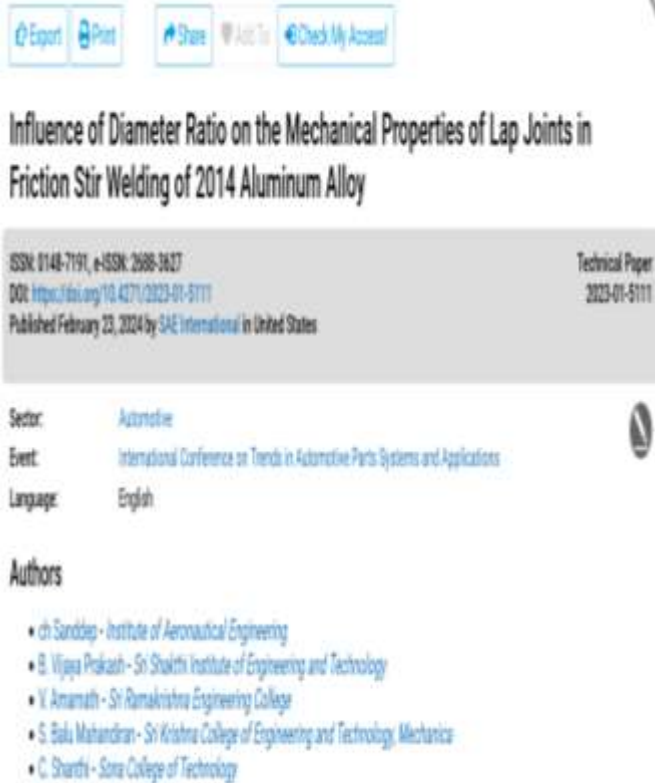 Export Print Share Add To Check My Access!
Influence of Diameter Ratio on the Mechanical Properties of Lap Joints in
Friction Stir Welding of 2014 Aluminum Alloy
ISSN: 0148-7191, e-ISSN: 2688-3627 Technical Paper
DOI: https://doi.org/10.4271/2023-01-5111 2023-01-5111
Published February 23, 2024 by SAE International in United States
Sector: Automotive
Event: International Conference on Trends in Automotive Parts Systems and Applications
Language: English
Authors
• ch Sanddep - Institute of Aeronautical Engineering
• B. Vijaya Prakash - Sri Shakthi Institute of Engineering and Technology
• V. Amarnath - Sri Ramakrishna Engineering College
• S. Balu Mahandiran - Sri Krishna College of Engineering and Technology, Mechanica
• C. Shanthi - Sona College of Technology